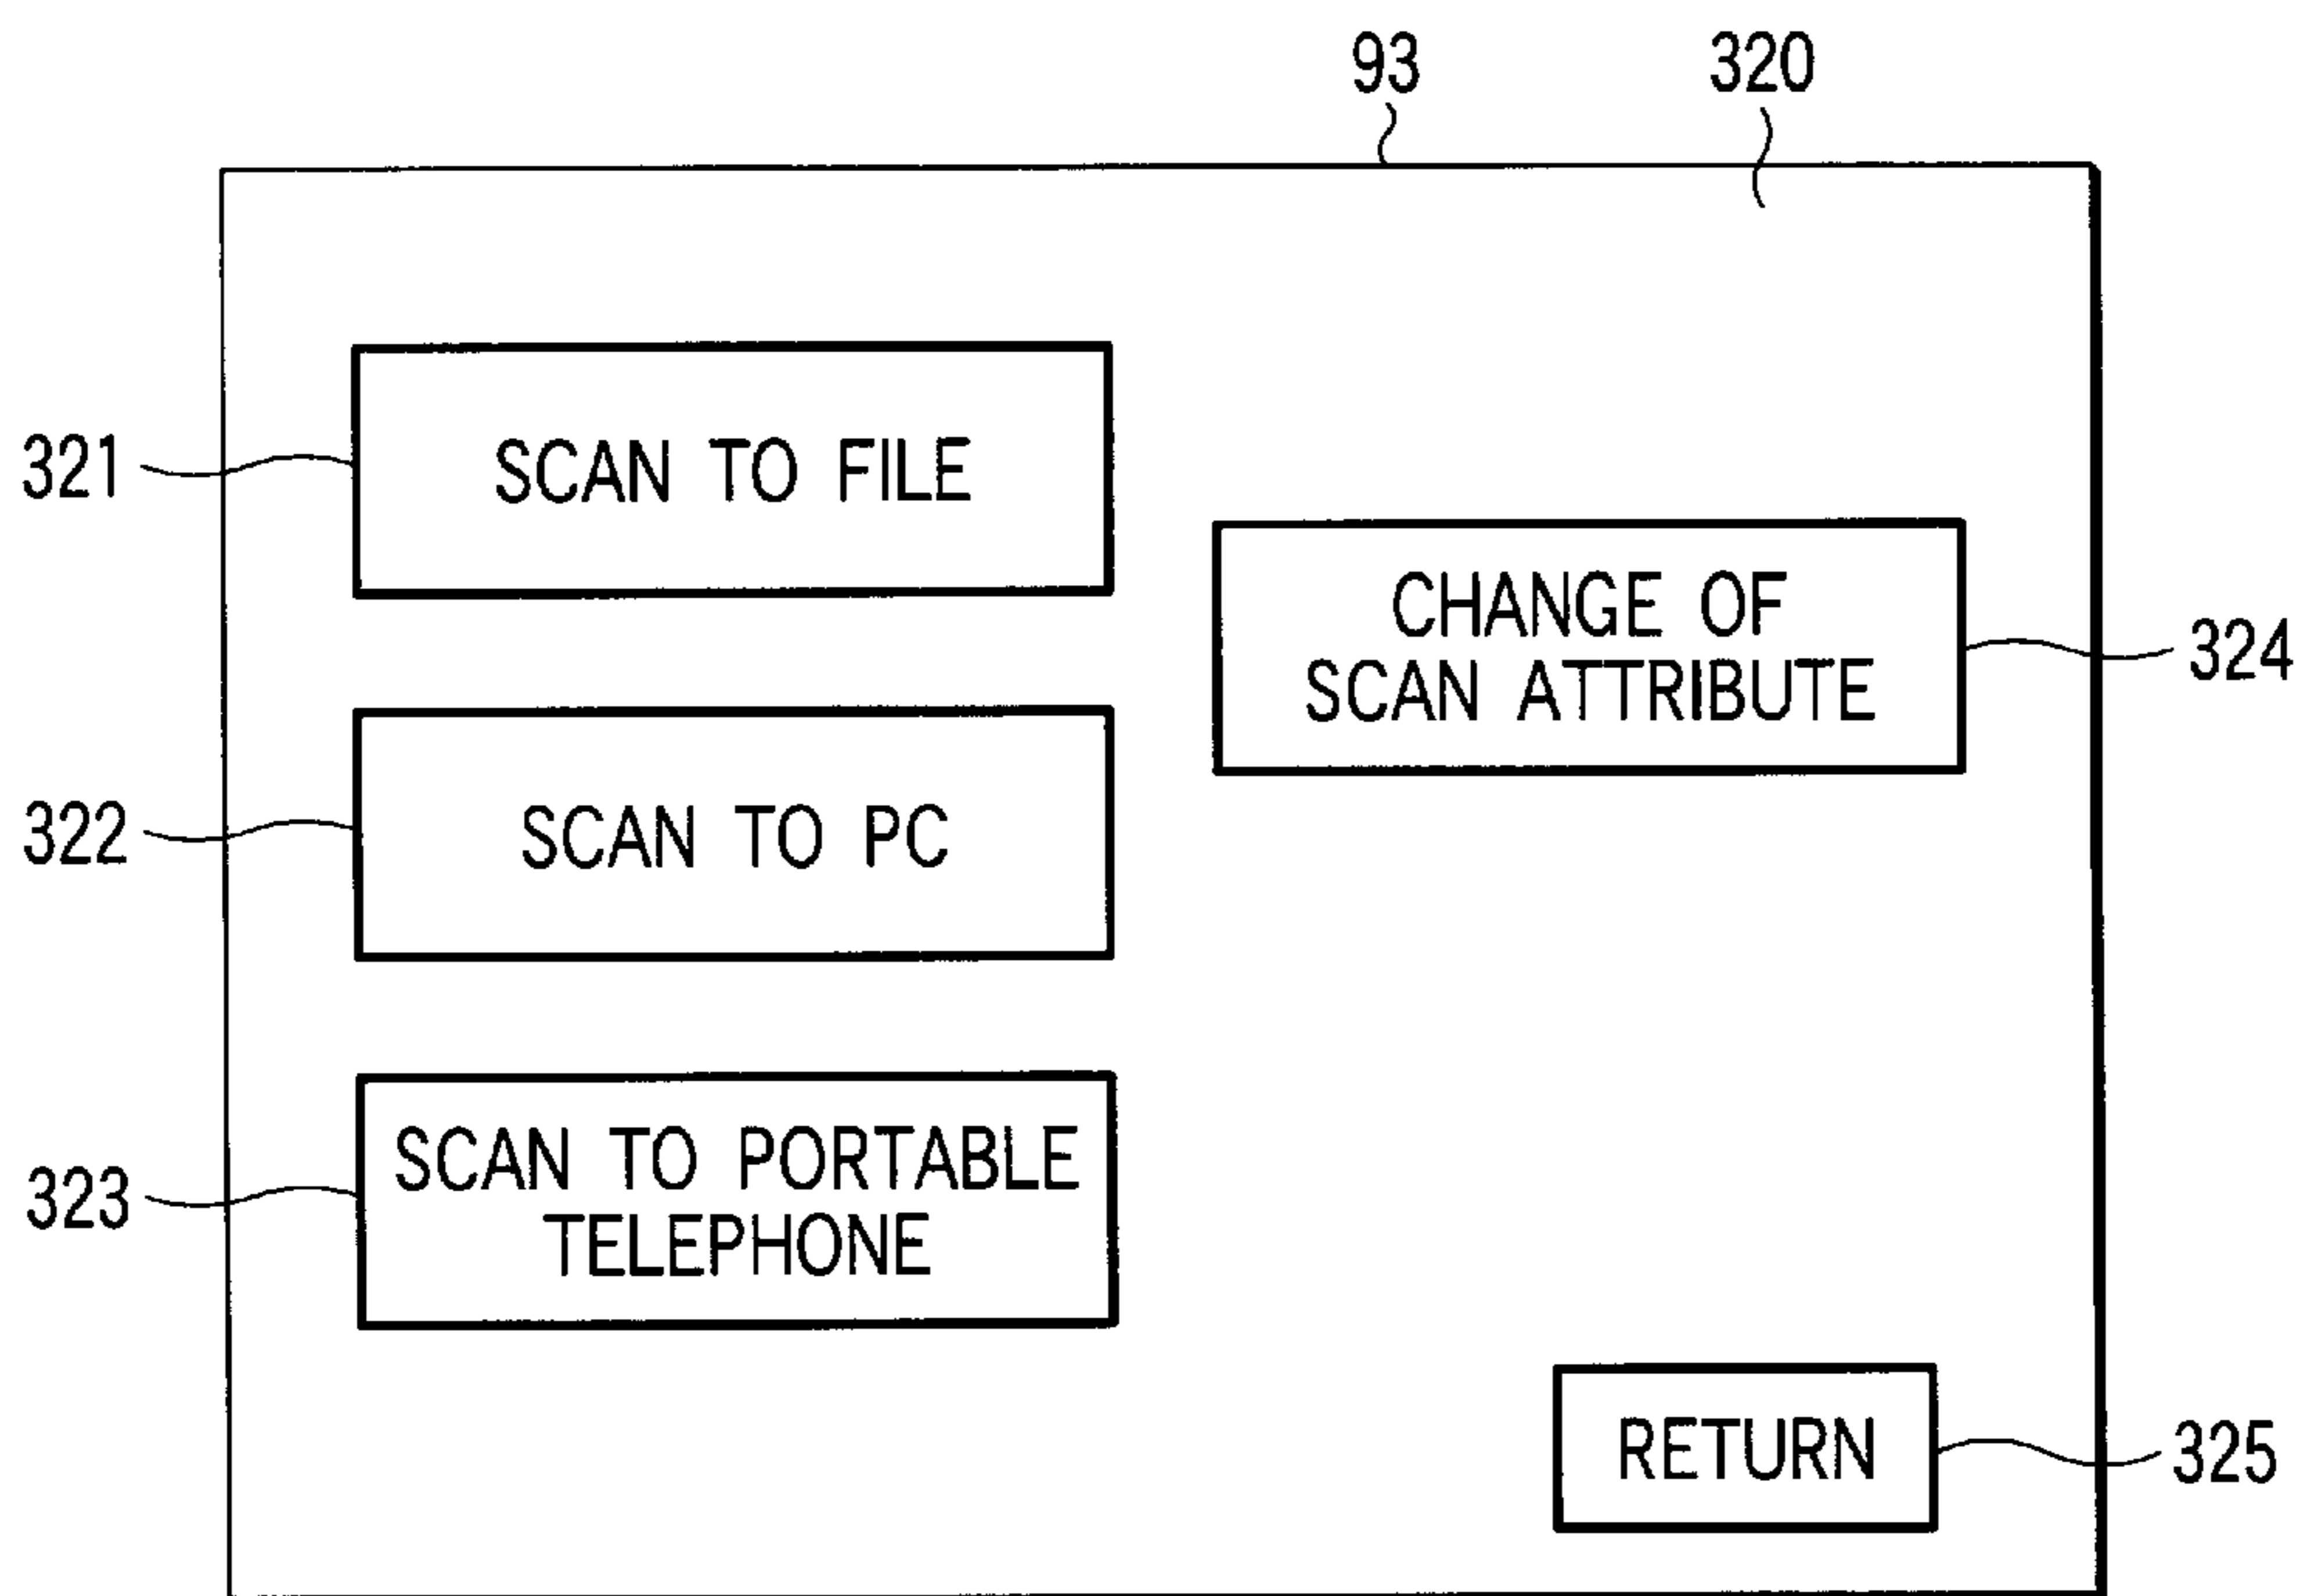 93
320
321
SCAN TO FILE
CHANGE OF
SCAN ATTRIBUTE
324
322
SCAN TO PC
323
SCAN TO PORTABLE
TELEPHONE
RETURN
325